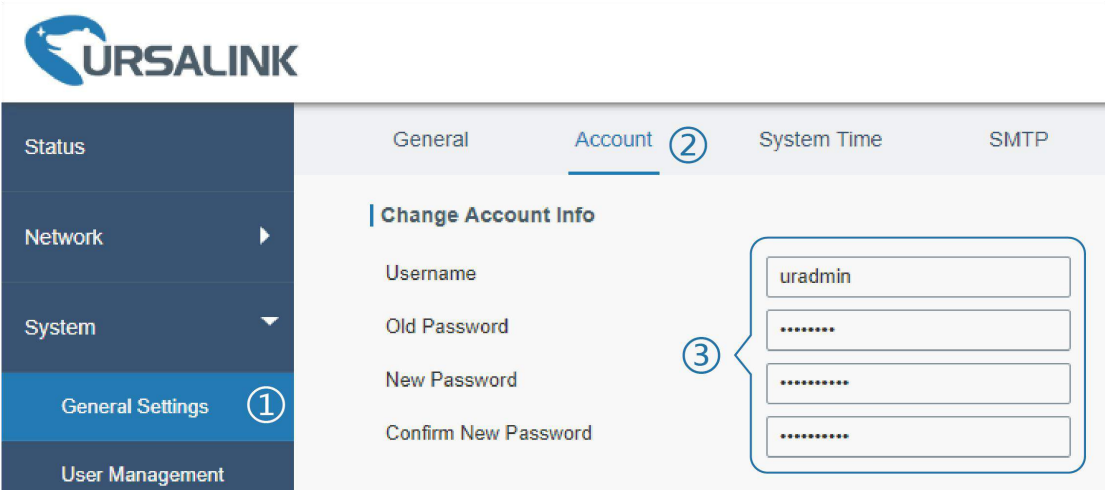 URSALINK
Status
General Account ② System Time SMTP
Network
Change Account Info
Username uradmin
System
Old Password ••••••••
③
New Password ••••••••••
General Settings ①
Confirm New Password ••••••••••
User Management